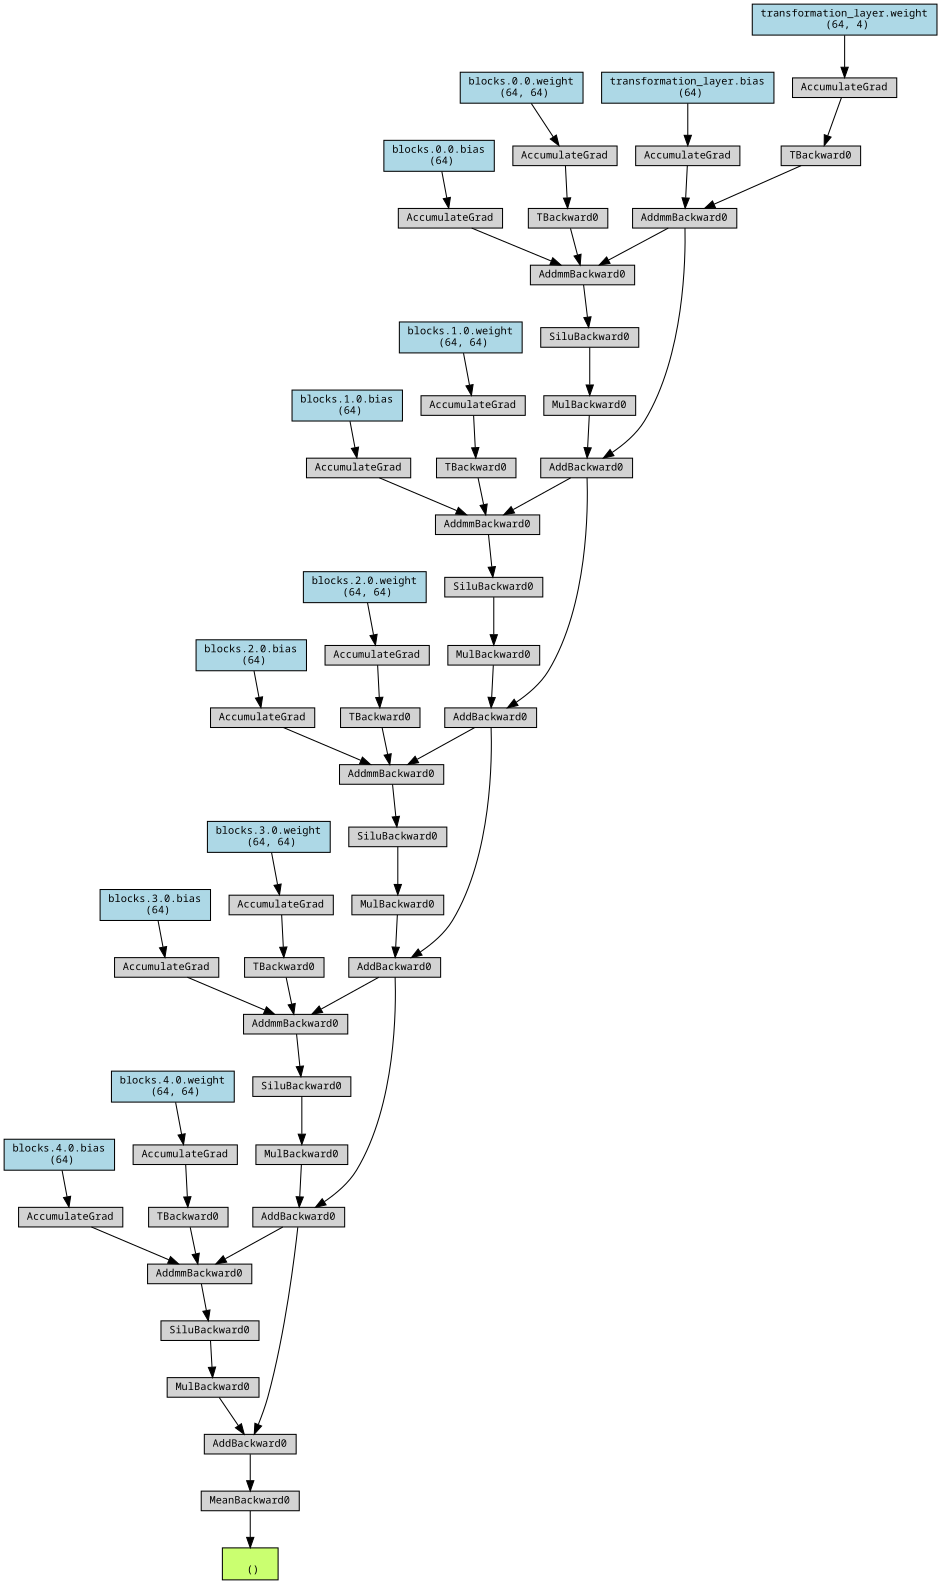 transformation_layer.weight
(64, 4)
blocks.0.0.weight
(64, 64)
transformation_layer.bias
(64)
AccumulateGrad
blocks.0.0.bias
(64)
AccumulateGrad
AccumulateGrad
TBackward0
AccumulateGrad
TBackward0
AddmmBackward0
AddmmBackward0
blocks.1.0.weight
(64, 64)
SiluBackward0
blocks.1.0.bias
(64)
AccumulateGrad
MulBackward0
AccumulateGrad
TBackward0
AddBackward0
AddmmBackward0
blocks.2.0.weight
(64, 64)
SiluBackward0
blocks.2.0.bias
(64)
AccumulateGrad
MulBackward0
AccumulateGrad
TBackward0
AddBackward0
AddmmBackward0
blocks.3.0.weight
(64, 64)
SiluBackward0
blocks.3.0.bias
(64)
AccumulateGrad
MulBackward0
AccumulateGrad
TBackward0
AddBackward0
AddmmBackward0
blocks.4.0.weight
(64, 64)
SiluBackward0
blocks.4.0.bias
(64)
AccumulateGrad
MulBackward0
AccumulateGrad
TBackward0
AddBackward0
AddmmBackward0
SiluBackward0
MulBackward0
AddBackward0
MeanBackward0
()